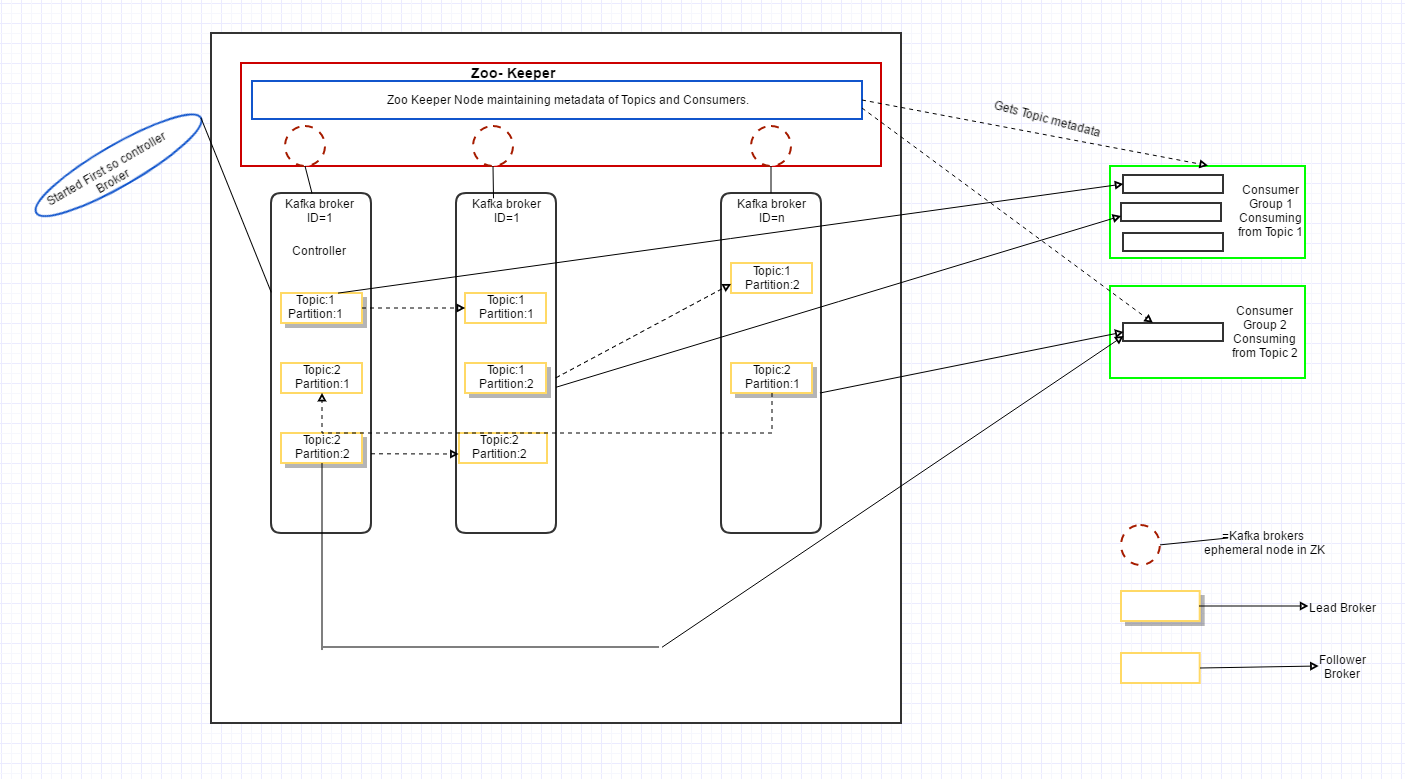 Zoo- Keeper
Zoo Keeper Node maintaining metadata of Topics and Consumers.
Gets Topic metadata
Started First so controller
Broker
Kafka broker
ID=1
Controller
Topic:1
Partition:1
Topic:2
Partition:1
Topic:2
Partition:2
Kafka broker
ID=1
Topic:1
Partition:1
Topic:1
Partition:2
Topic:2
Partition:2
Kafka broker
ID=n
Topic:1
Partition:2
Topic:2
Partition:1
Consumer
Group 1
Consuming
from Topic 1
Consumer
Group 2
Consuming
from Topic 2
=Kafka brokers
ephemeral node in ZK
Lead Broker
Follower
Broker